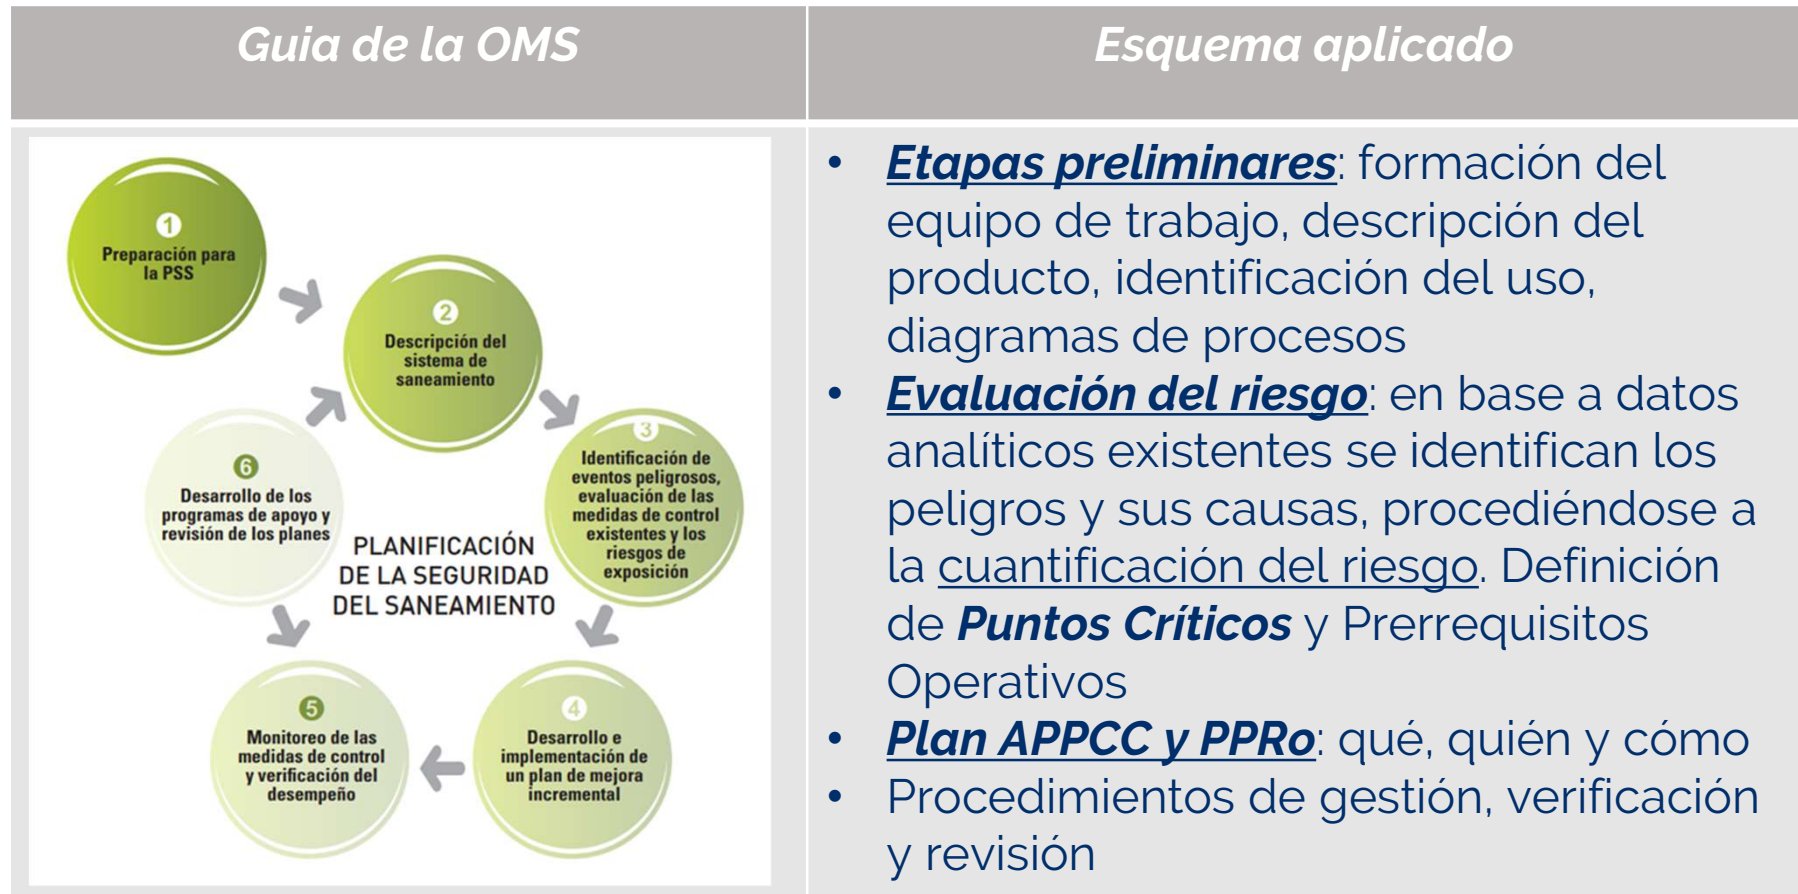 Guia de la OMS
Esquema aplicado
1
Preparación para
la PSS
2
Descripción del
sistema de
saneamiento
3
Identificación de
eventos peligrosos,
evaluación de las
medidas de control
existentes y los
riesgos de
exposición
4
Desarrollo e
implementación de
un plan de mejora
incremental
5
Monitoreo de las
medidas de control
y verificación del
desempeño
6
Desarrollo de los
programas de apoyo y
revisión de los planes
PLANIFICACIÓN
DE LA SEGURIDAD
DEL SANEAMIENTO
• Etapas preliminares: formación del
equipo de trabajo, descripción del
producto, identificación del uso,
diagramas de procesos
• Evaluación del riesgo: en base a datos
analíticos existentes se identifican los
peligros y sus causas, procediéndose a
la cuantificación del riesgo. Definición
de Puntos Críticos y Prerrequisitos
Operativos
• Plan APPCC y PPRo: qué, quién y cómo
• Procedimientos de gestión, verificación
y revisión